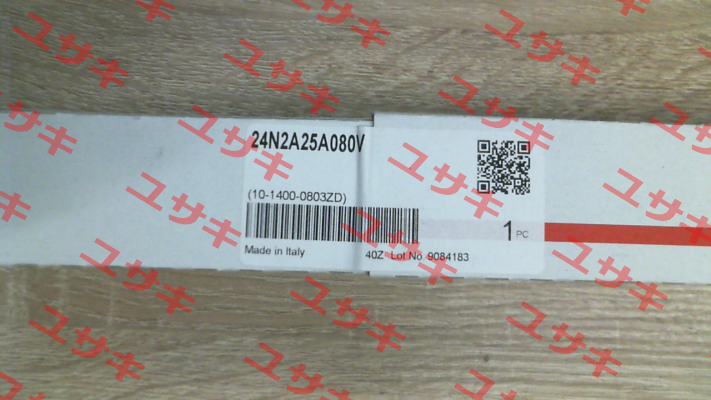 24N2A25A080V
(10-1400-0803ZD)
1 PC
Made in Italy
40Z Lot No. 9084183
ユサキ